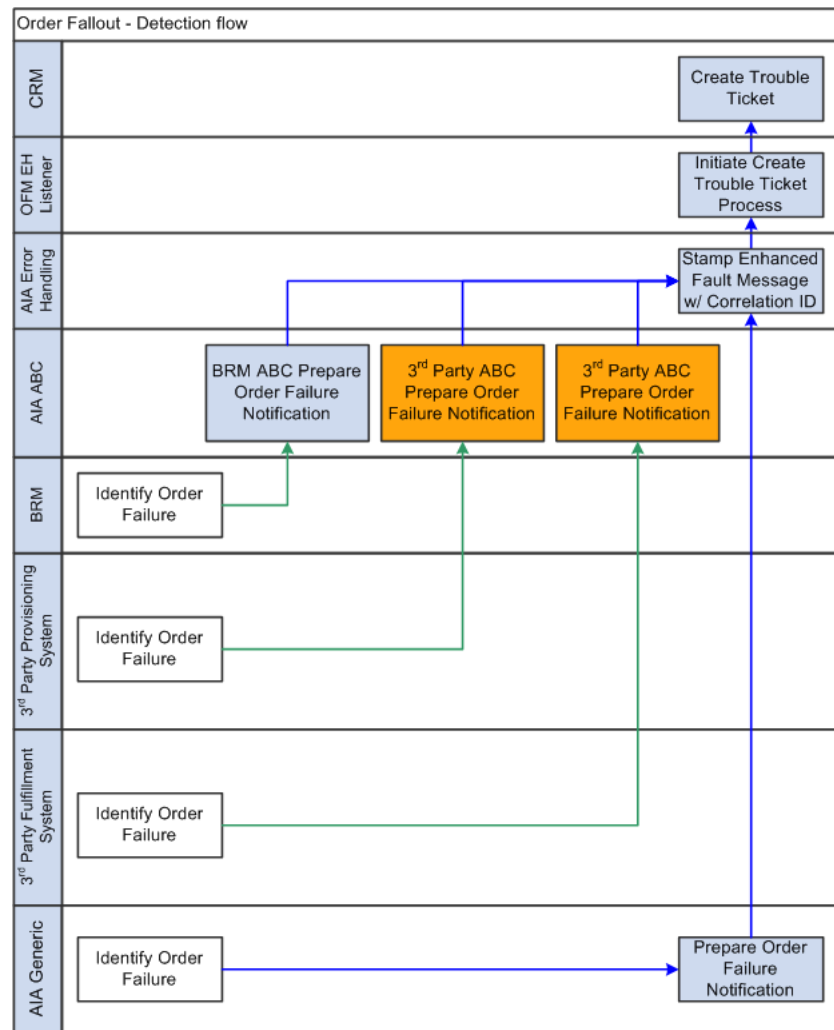 Order Fallout - Detection flow
CRM
Create Trouble
Ticket
OFM EH
Listener
Initiate Create
Trouble Ticket
Process
AIA Error
Handling
Stamp Enhanced
Fault Message
w/ Correlation ID
AIA ABC
BRM ABC Prepare
Order Failure
Notification
3rd Party ABC
Prepare Order
Failure Notification
3rd Party ABC
Prepare Order
Failure Notification
BRM
Identify Order
Failure
3rd Party Provisioning
System
Identify Order
Failure
3rd Party Fulfillment
System
Identify Order
Failure
AIA Generic
Identify Order
Failure
Prepare Order
Failure
Notification